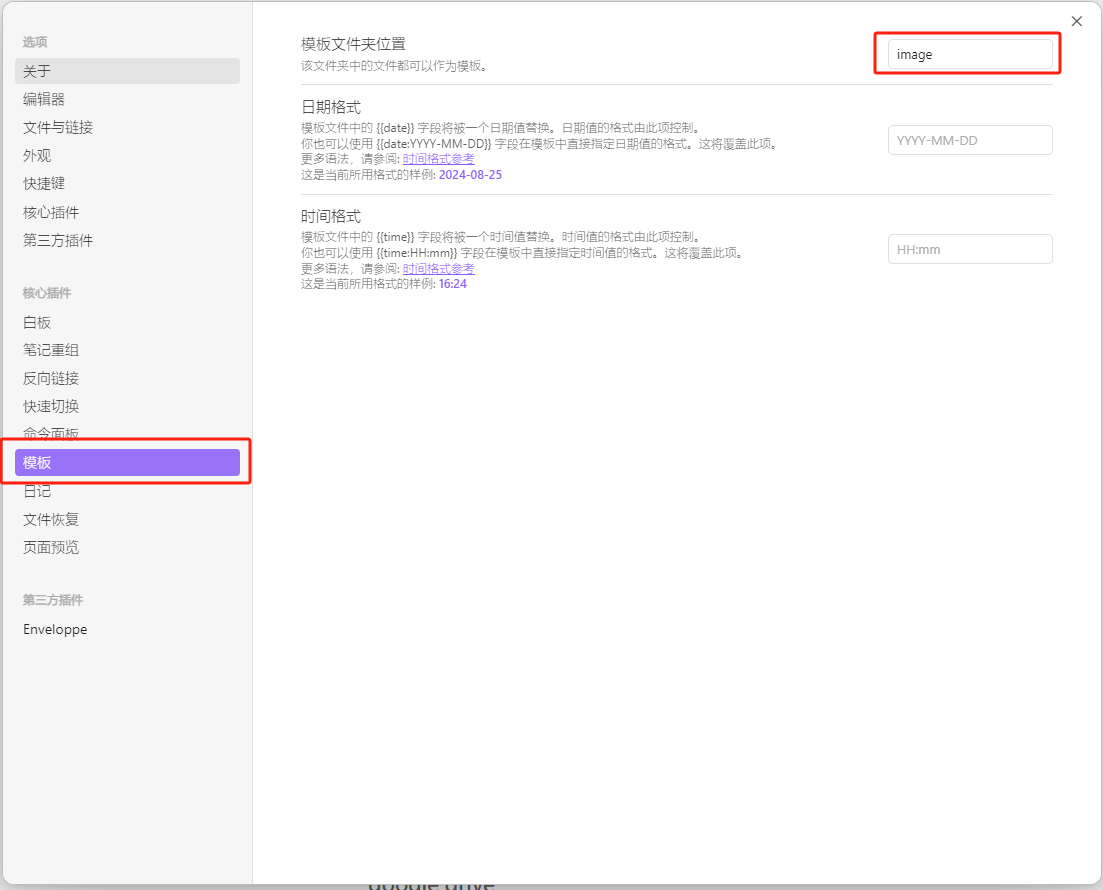 选项
关于
编辑器
文件与链接
外观
快捷键
核心插件
第三方插件
核心插件
白板
笔记重组
反向链接
快速切换
命令面板
模板
日记
文件恢复
页面预览
第三方插件
Enveloppe
模板文件夹位置
该文件夹中的文件都可以作为模板。
image
日期格式
模板文件中的 {{date}} 字段将被一个日期值替换。日期值的格式由此项控制。
你也可以使用 {{date:YYYY-MM-DD}} 字段在模板中直接指定日期值的格式。这将覆盖此项。
更多语法，请参阅: 时间格式参考
这是当前所用格式的样例: 2024-08-25
YYYY-MM-DD
时间格式
模板文件中的 {{time}} 字段将被一个时间值替换。时间值的格式由此项控制。
你也可以使用 {{time:HH:mm}} 字段在模板中直接指定时间值的格式。这将覆盖此项。
更多语法，请参阅: 时间格式参考
这是当前所用格式的样例: 16:24
HH:mm
google drive